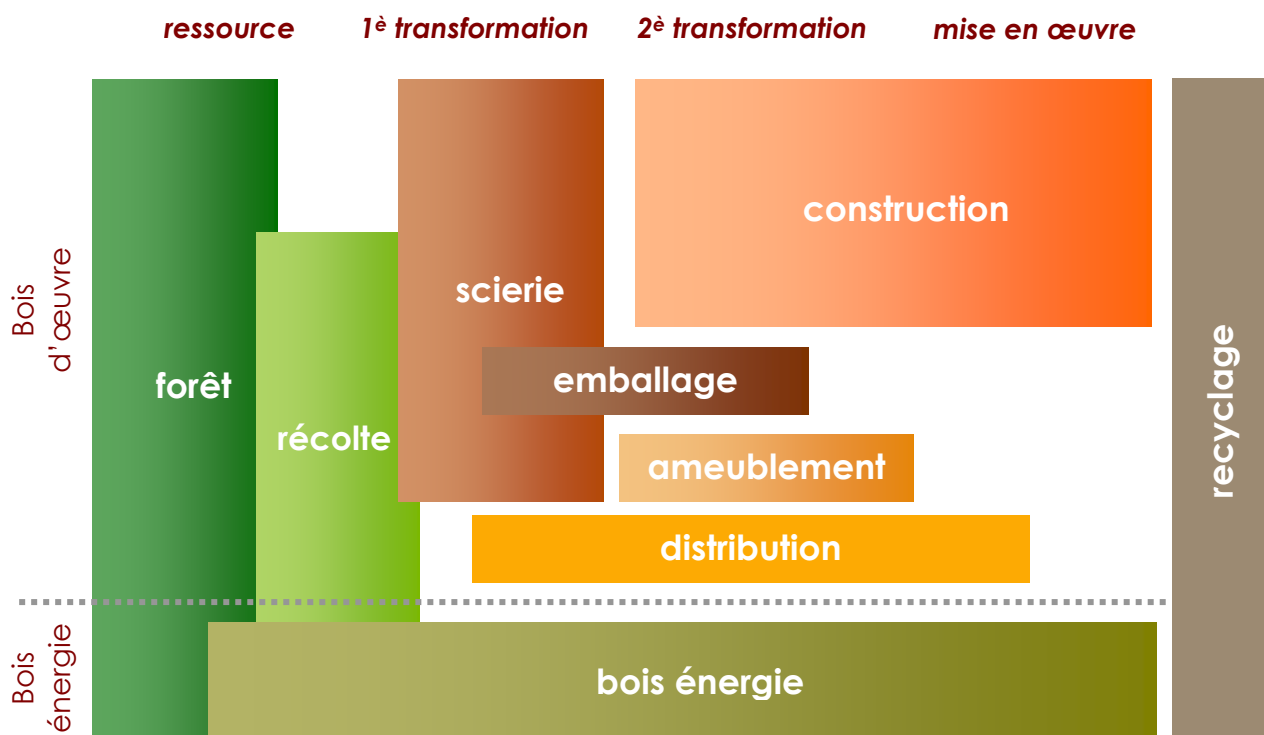 ressource
1è transformation
2è transformation
mise en œuvre
Bois
d'œuvre
forêt
récolte
scierie
construction
emballage
ameublement
distribution
recyclage
Bois
énergie
bois énergie